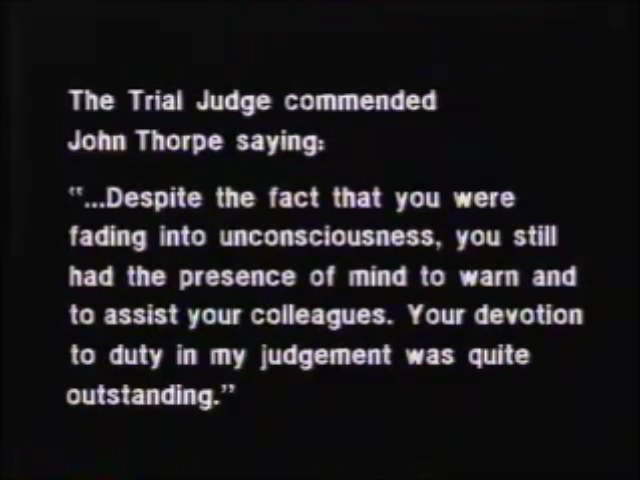 The Trial Judge commended
John Thorpe saying:
"...Despite the fact that you were
fading into unconsciousness, you still
had the presence of mind to warn and
to assist your colleagues. Your devotion
to duty in my judgement was quite
outstanding."